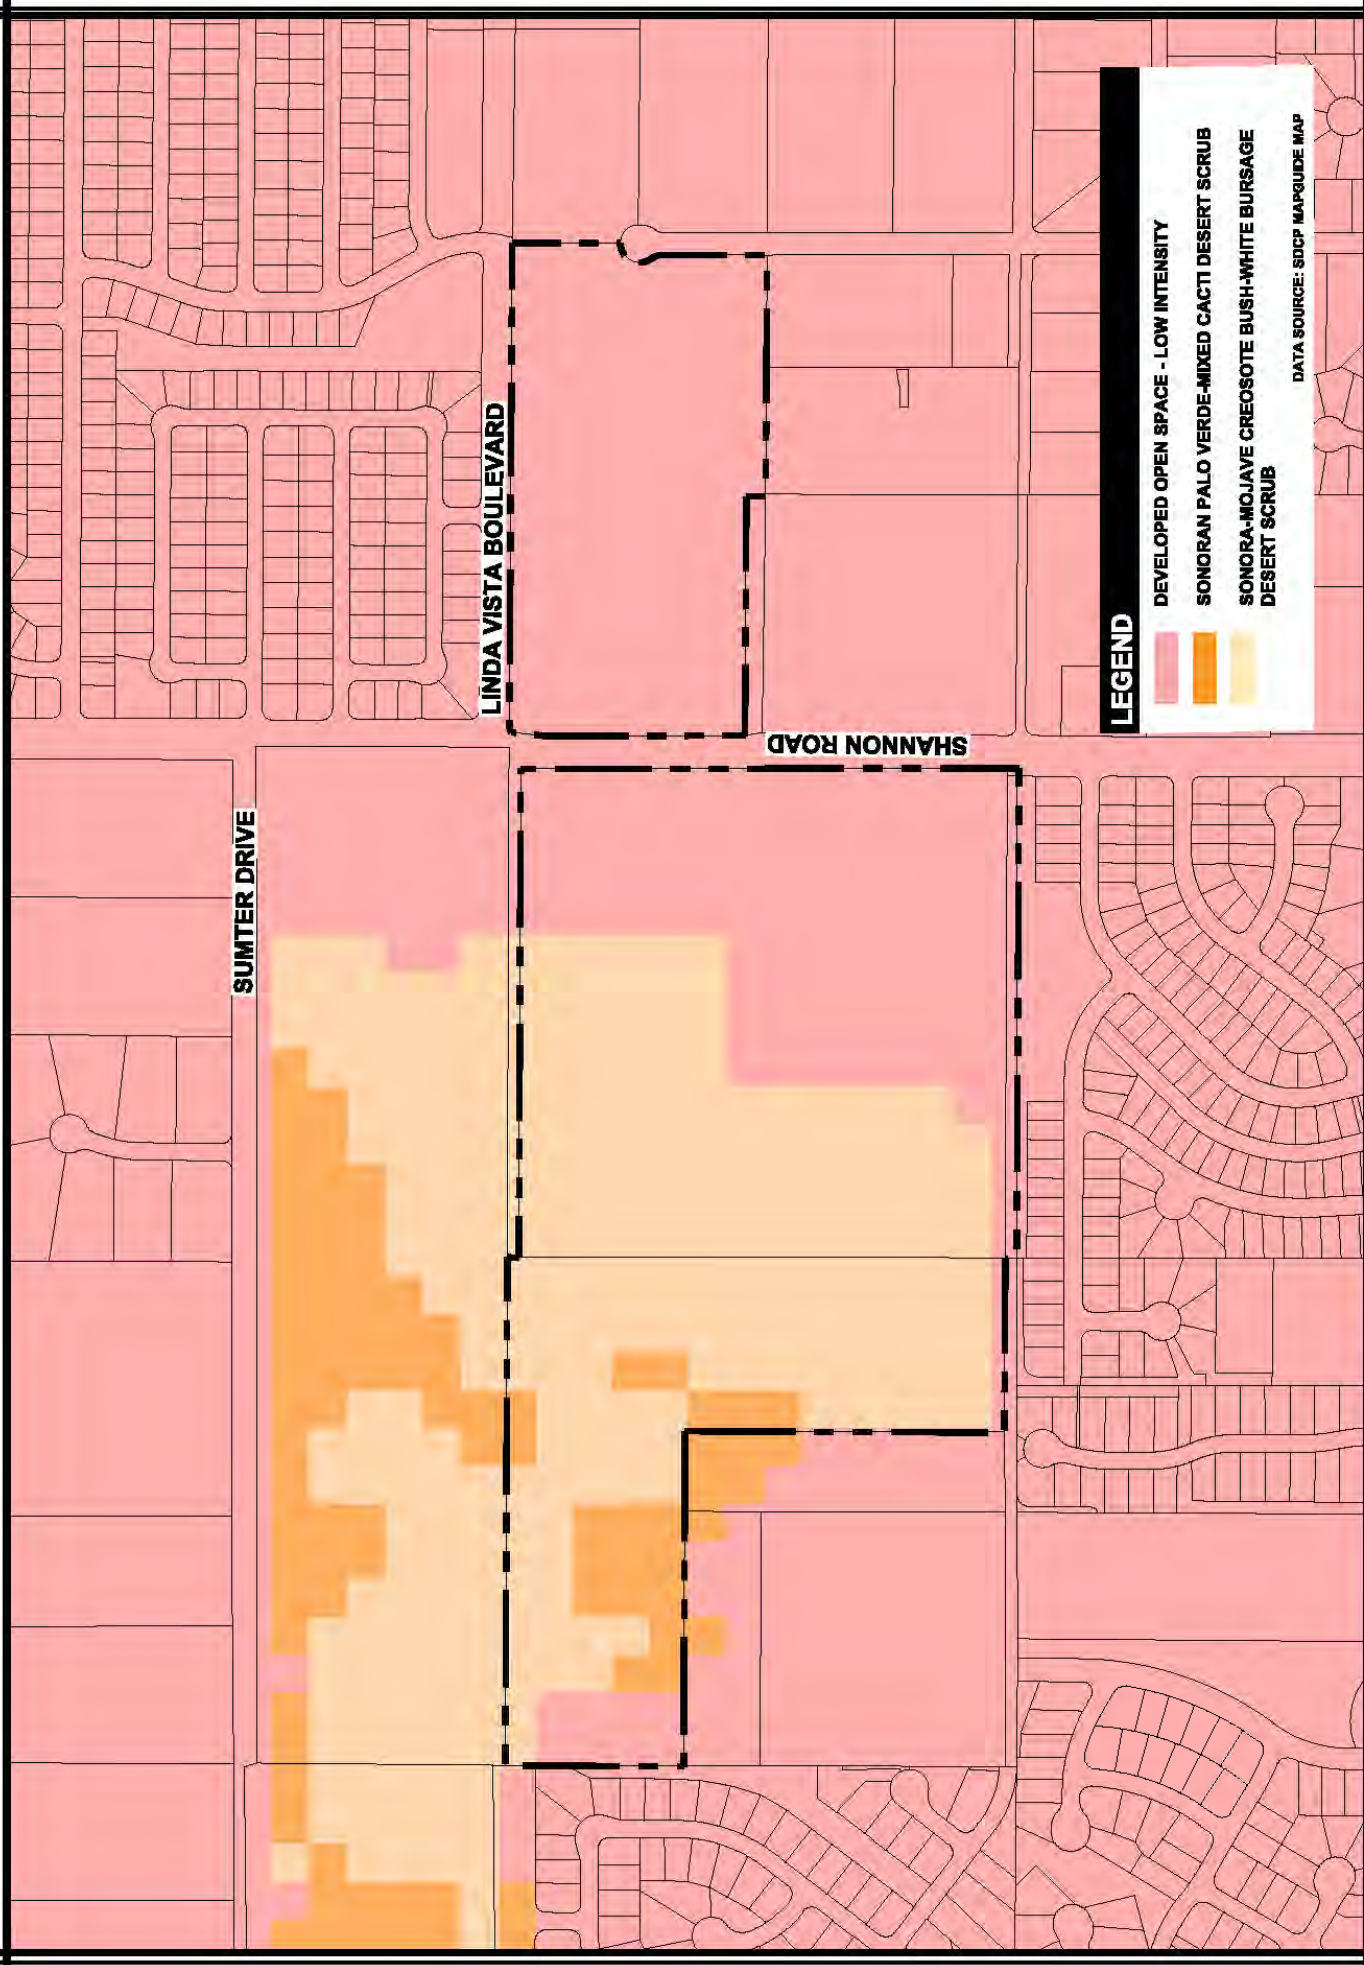 SUMTER DRIVE
LINDA VISTA BOULEVARD
SHANNON ROAD
LEGEND
DEVELOPED OPEN SPACE - LOW INTENSITY
SONORAN PALO VERDE-MIXED CACTI DESERT SCRUB
SONORA-MOJAVE CREOSOTE BUSH-WHITE BURSAGE
DESERT SCRUB
DATA SOURCE: SDCP MAPGUIDE MAP